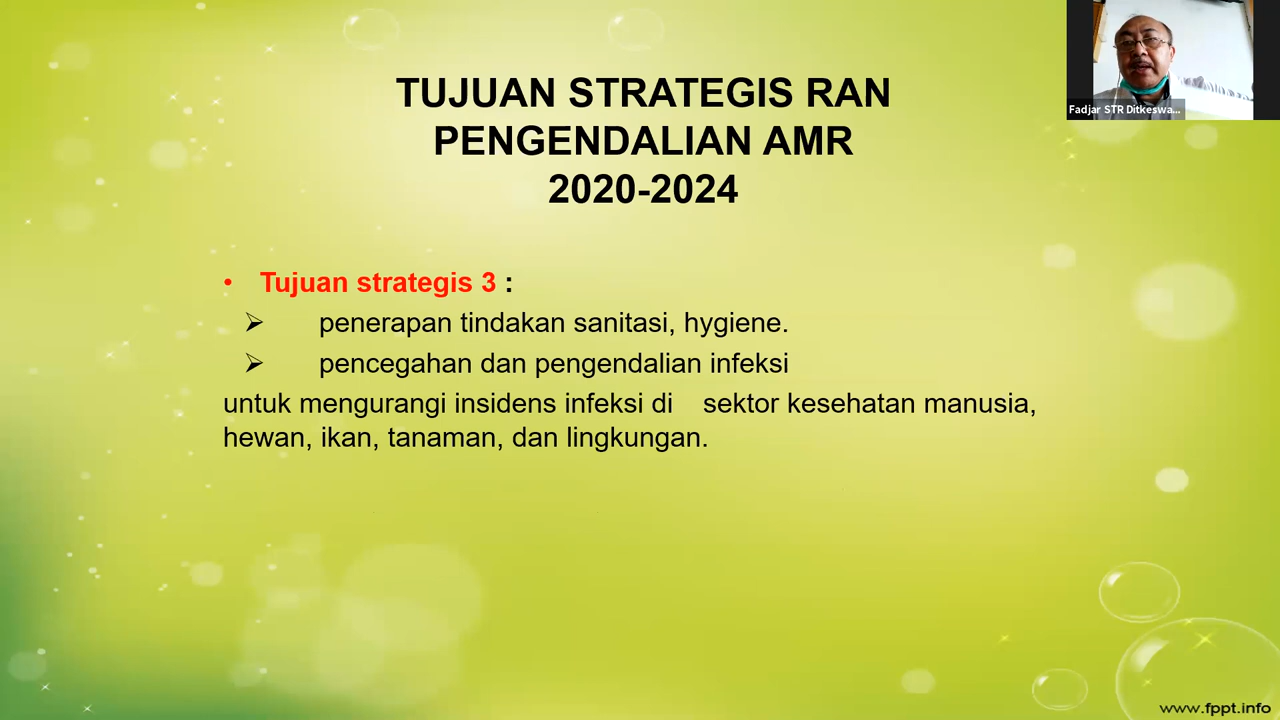 TUJUAN STRATEGIS RAN
PENGENDALIAN AMR
2020-2024
Fadjar STR Ditkeswa...
• Tujuan strategis 3 :
➢ penerapan tindakan sanitasi, hygiene.
➢ pencegahan dan pengendalian infeksi
untuk mengurangi insidens infeksi di sektor kesehatan manusia,
hewan, ikan, tanaman, dan lingkungan.
www.fppt.info